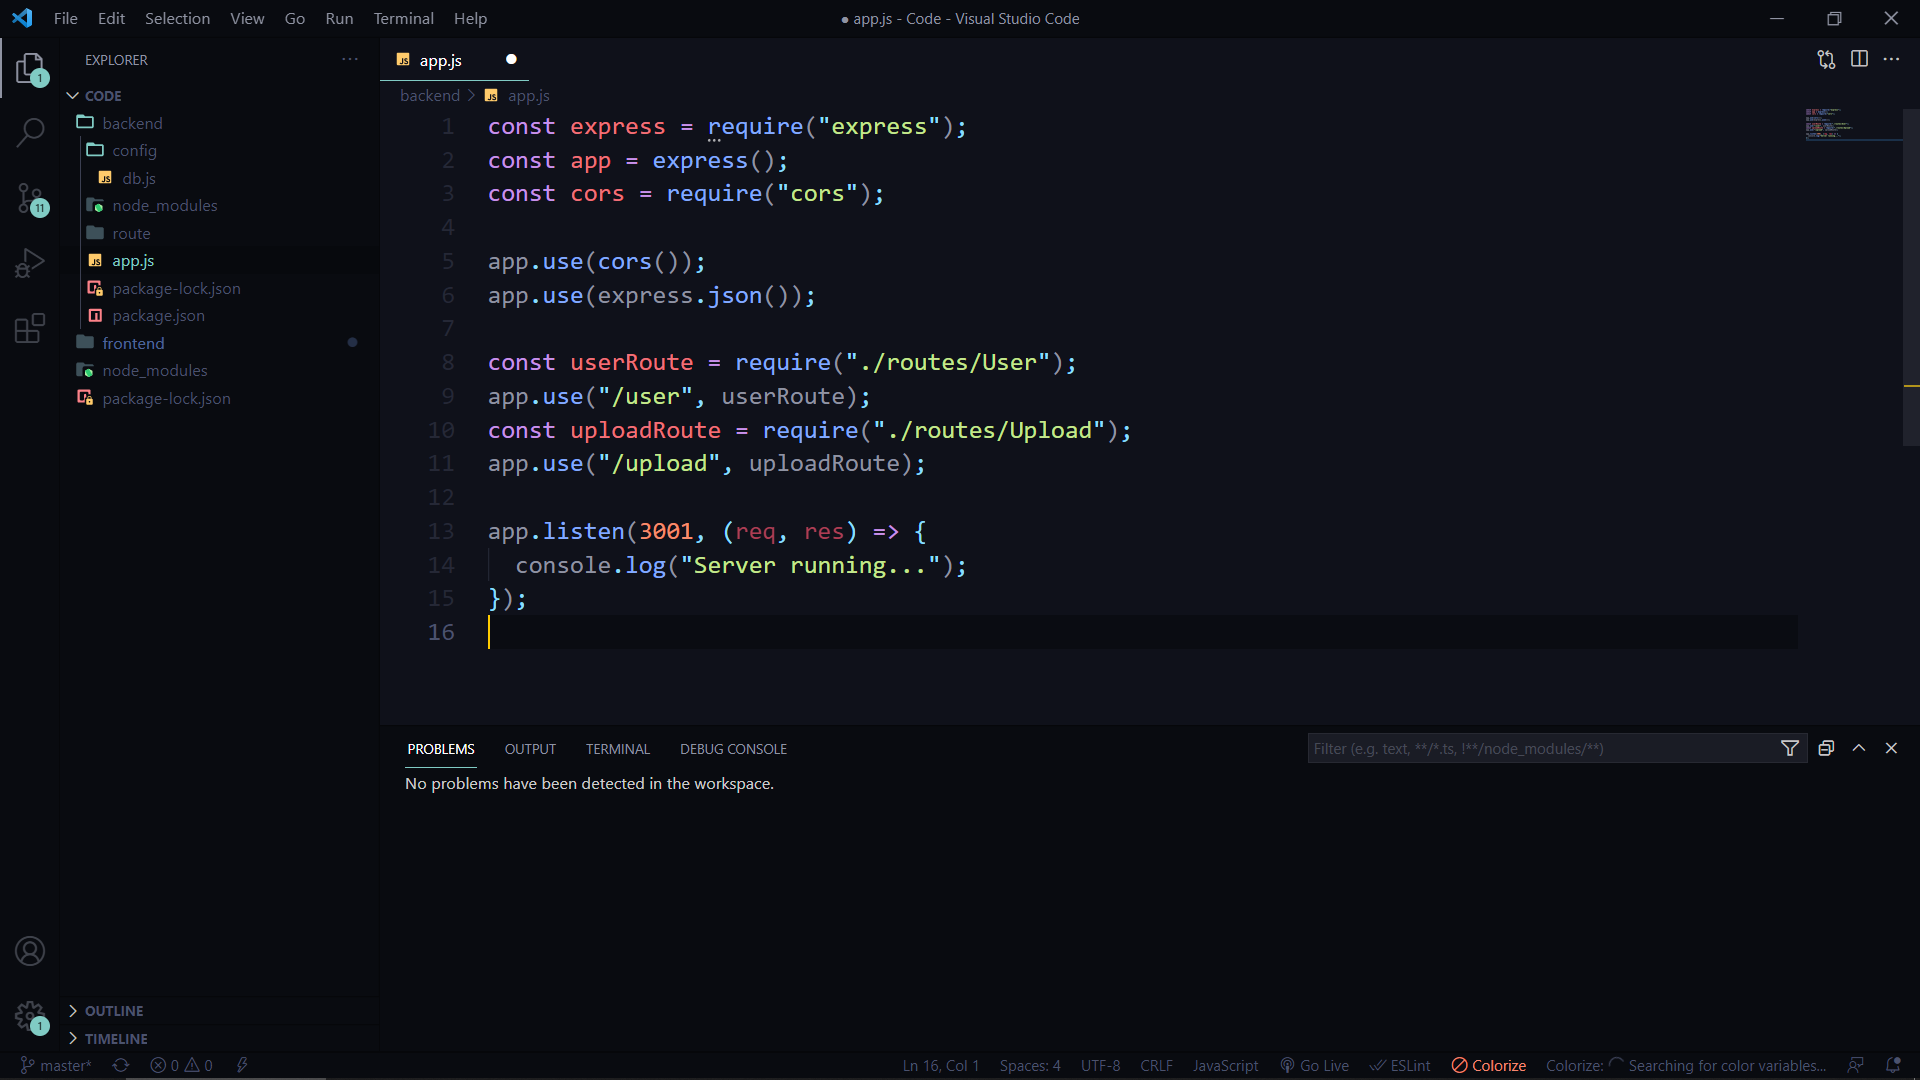 File Edit Selection View Go Run Terminal Help
● app.js - Code - Visual Studio Code
EXPLORER
1
CODE
backend
config
db.js
node_modules
route
app.js
package-lock.json
package.json
frontend
node_modules
package-lock.json
11
OUTLINE
TIMELINE
1
JS app.js
backend > JS app.js
1 const express = require("express");
2 const app = express();
3 const cors = require("cors");
4
5 app.use(cors());
6 app.use(express.json());
7
8 const userRoute = require("./routes/User");
9 app.use("/user", userRoute);
10 const uploadRoute = require("./routes/Upload");
11 app.use("/upload", uploadRoute);
12
13 app.listen(3001, (req, res) => {
14 console.log("Server running...");
15 });
16
PROBLEMS OUTPUT TERMINAL DEBUG CONSOLE
Filter (e.g. text, **/*.ts, !**/node_modules/**)
No problems have been detected in the workspace.
master* 0 0 Ln 16, Col 1 Spaces: 4 UTF-8 CRLF JavaScript Go Live ESLint Colorize Colorize: Searching for color variables...